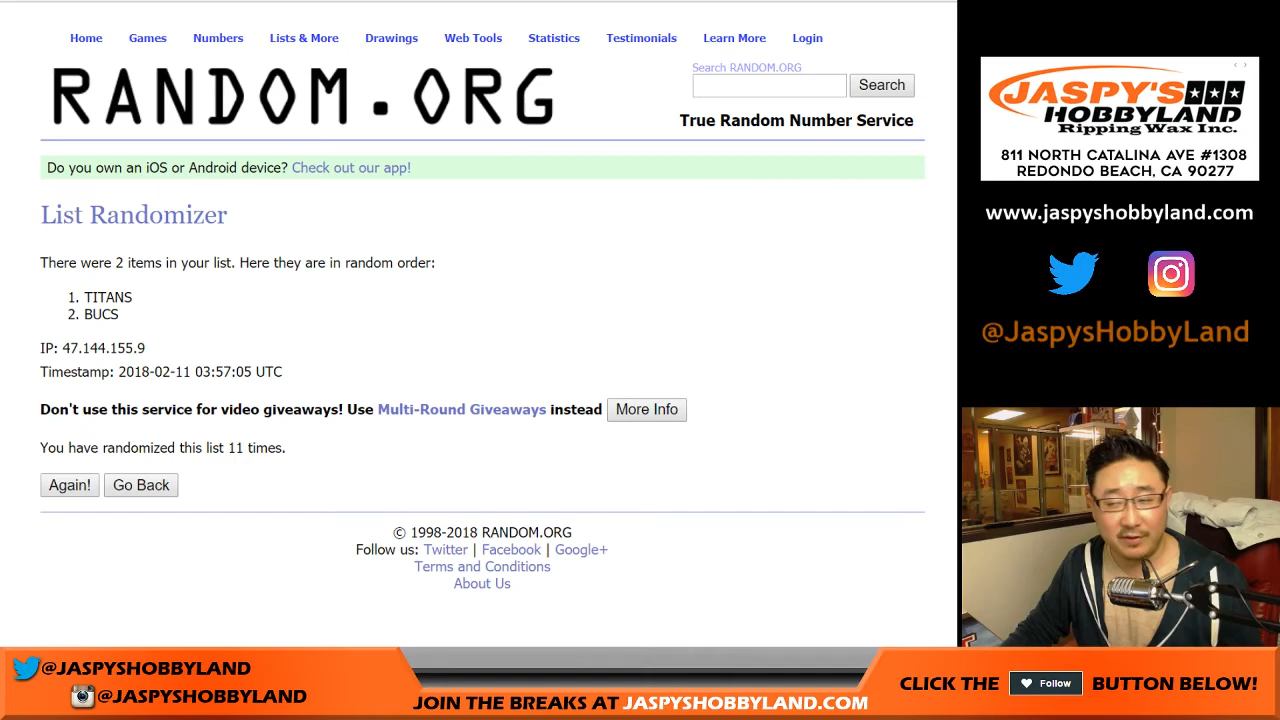 Home Games Numbers Lists & More Drawings Web Tools Statistics Testimonials Learn More Login
RANDOM.ORG
Search RANDOM.ORG
Search
True Random Number Service
Do you own an iOS or Android device? Check out our app!
List Randomizer
There were 2 items in your list. Here they are in random order:
1. TITANS
2. BUCS
IP: 47.144.155.9
Timestamp: 2018-02-11 03:57:05 UTC
Don't use this service for video giveaways! Use Multi-Round Giveaways instead More Info
You have randomized this list 11 times.
Again! Go Back
© 1998-2018 RANDOM.ORG
Follow us: Twitter | Facebook | Google+
Terms and Conditions
About Us
JASPY'S
HOBBYLAND
Ripping Wax Inc.
811 NORTH CATALINA AVE #1308
REDONDO BEACH, CA 90277
www.jaspyshobbyland.com
@JaspysHobbyLand
@JASPYSHOBBYLAND
@JASPYSHOBBYLAND
JOIN THE BREAKS AT JASPYSHOBBYLAND.COM
CLICK THE Follow BUTTON BELOW!